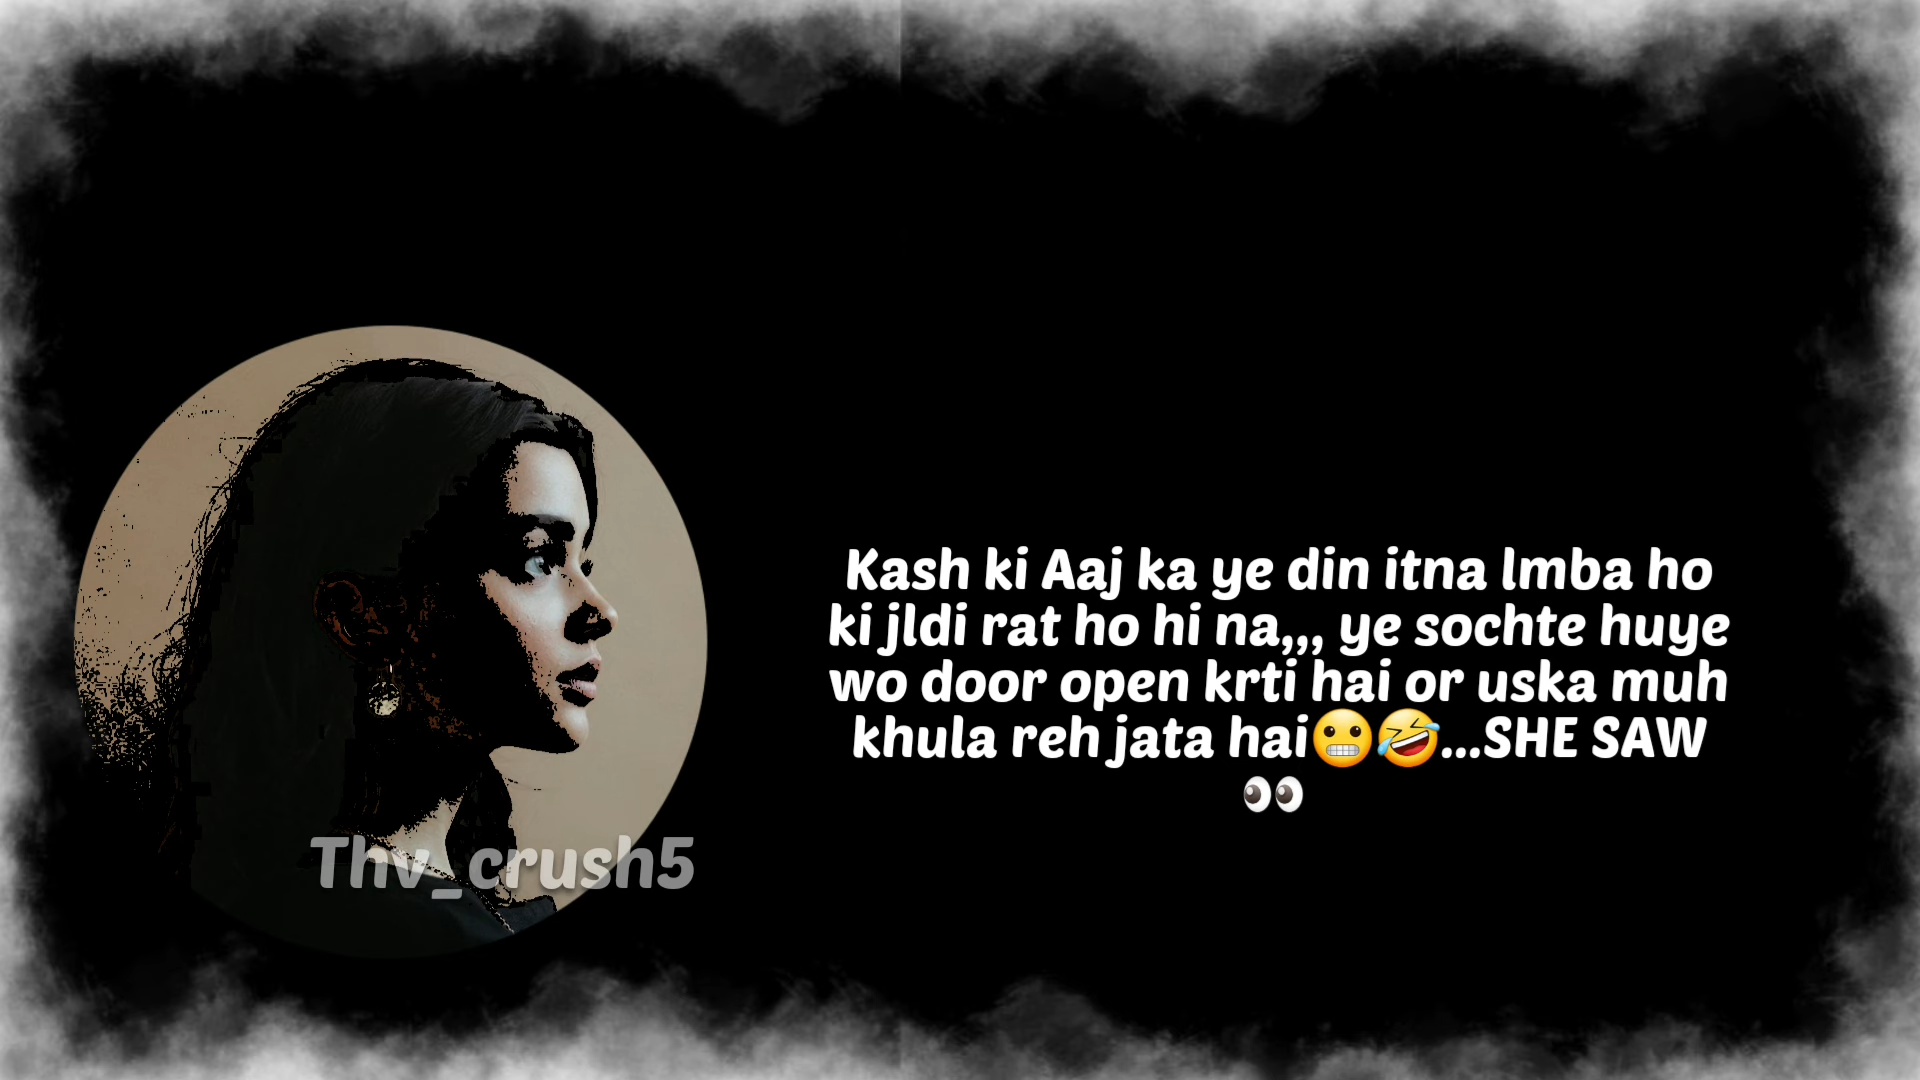 Kash ki Aaj ka ye din itna lmba ho
ki jldi rat ho hi na,,, ye sochte huye
wo door open krti hai or uska muh
khula reh jata hai😬🤣...SHE SAW
👀
Thv_crush5